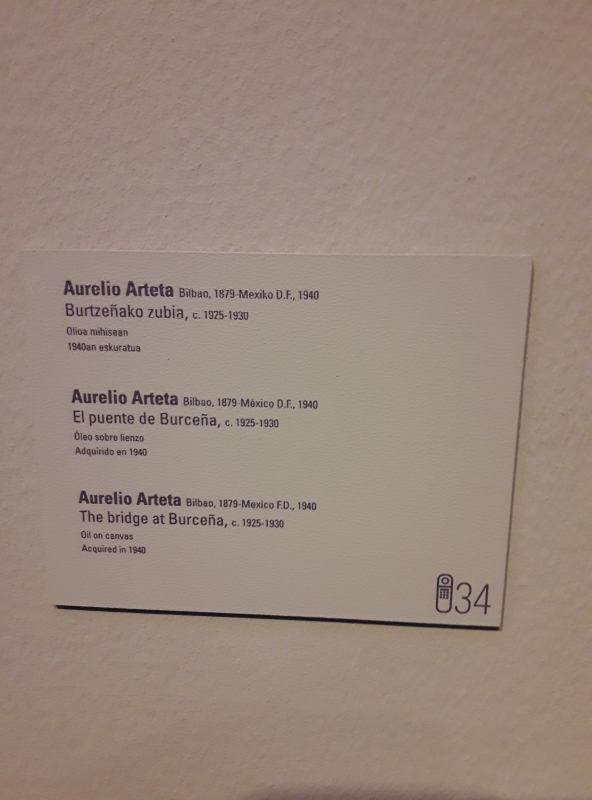 Aurelio Arteta Bilbao, 1879-Mexiko D.F., 1940
Burtzeñako zubia, c. 1925-1930
Olioa mihisean
1940an eskuratua
Aurelio Arteta Bilbao, 1879-México D.F., 1940
El puente de Burceña, c. 1925-1930
Óleo sobre lienzo
Adquirido en 1940
Aurelio Arteta Bilbao, 1879-Mexico F.D., 1940
The bridge at Burceña, c. 1925-1930
Oil on canvas
Acquired in 1940
34